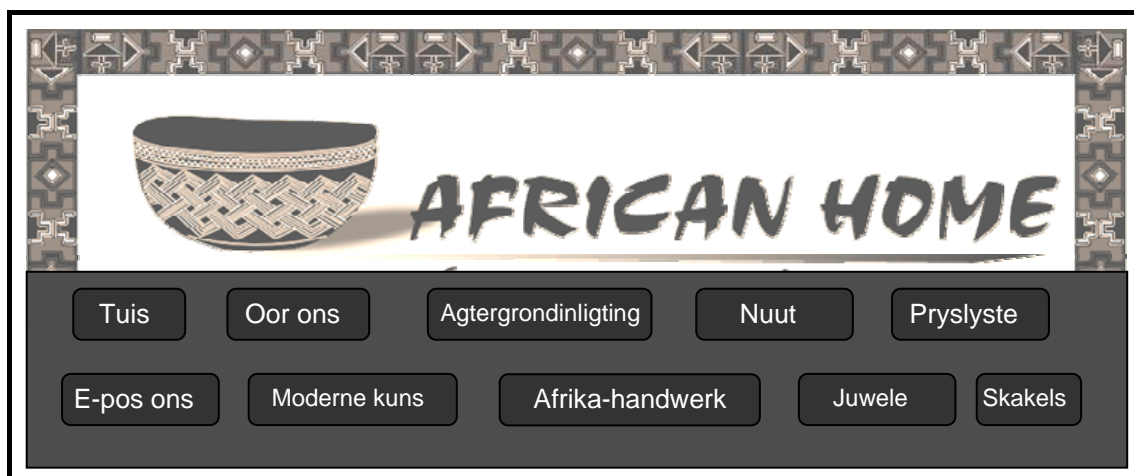 AFRICAN HOME
Tuis Oor ons Agtergrondinligting Nuut Pryslyste
E-pos ons Moderne kuns Afrika-handwerk Juwele Skakels